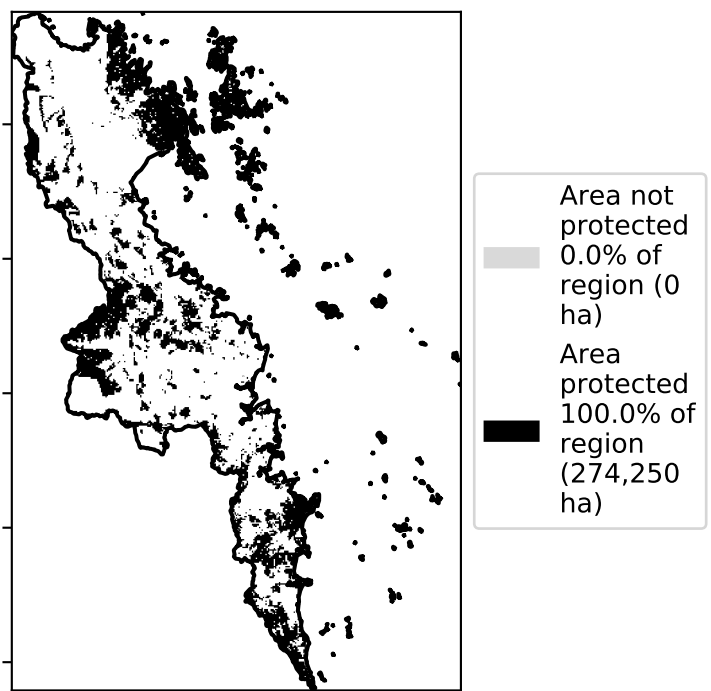 Area not
protected
0.0% of
region (0
ha)
Area
protected
100.0% of
region
(274,250
ha)